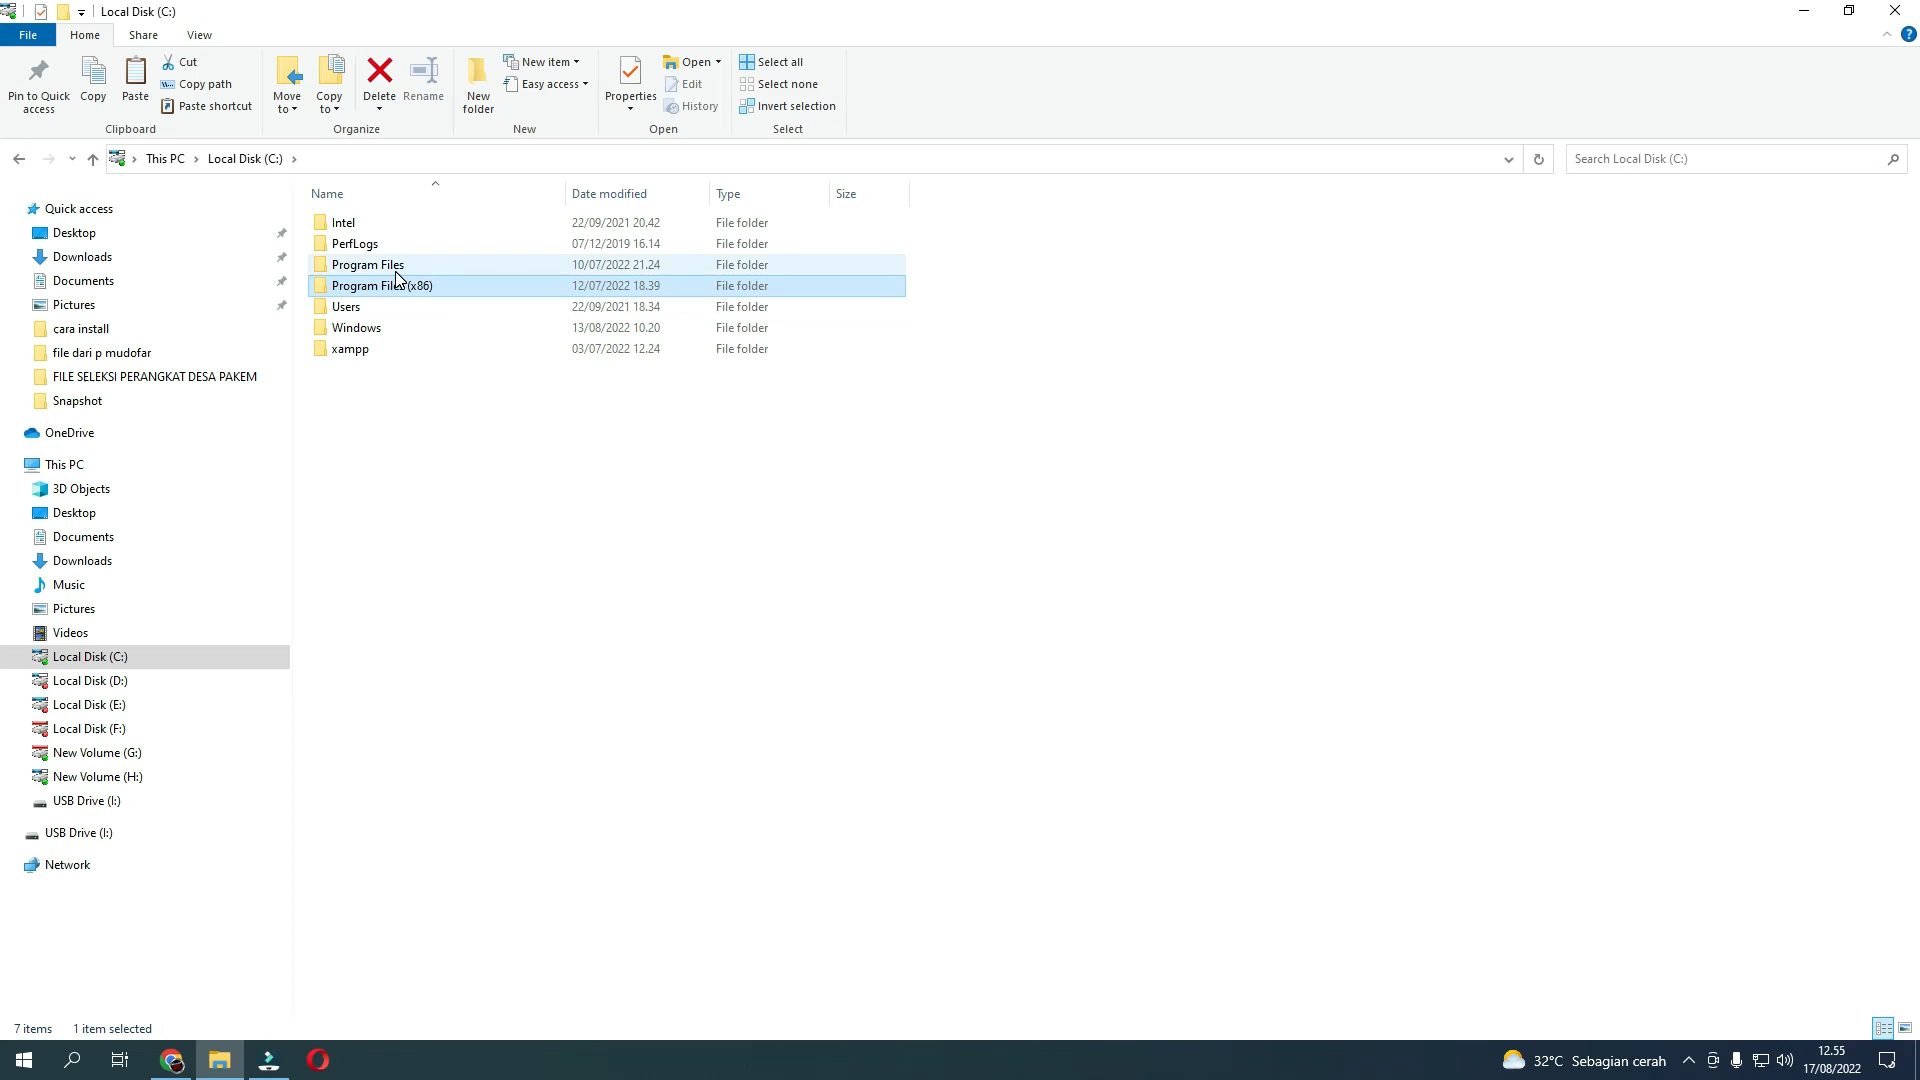 Local Disk (C:)
File Home Share View
Pin to Quick access
Copy
Paste
Cut
Copy path
Paste shortcut
Clipboard
Move to
Copy to
Delete
Rename
Organize
New folder
New item
Easy access
New
Properties
Open
Edit
History
Open
Select all
Select none
Invert selection
Select
This PC Local Disk (C:)
Search Local Disk (C:)
Name Date modified Type Size
Intel 22/09/2021 20.42 File folder
PerfLogs 07/12/2019 16.14 File folder
Program Files 10/07/2022 21.24 File folder
Program Files (x86) 12/07/2022 18.39 File folder
Users 22/09/2021 18.34 File folder
Windows 13/08/2022 10.20 File folder
xampp 03/07/2022 12.24 File folder
Quick access
Desktop
Downloads
Documents
Pictures
cara install
file dari p mudofar
FILE SELEKSI PERANGKAT DESA PAKEM
Snapshot
OneDrive
This PC
3D Objects
Desktop
Documents
Downloads
Music
Pictures
Videos
Local Disk (C:)
Local Disk (D:)
Local Disk (E:)
Local Disk (F:)
New Volume (G:)
New Volume (H:)
USB Drive (I:)
USB Drive (I:)
Network
7 items 1 item selected
32°C Sebagian cerah
12.55
17/08/2022